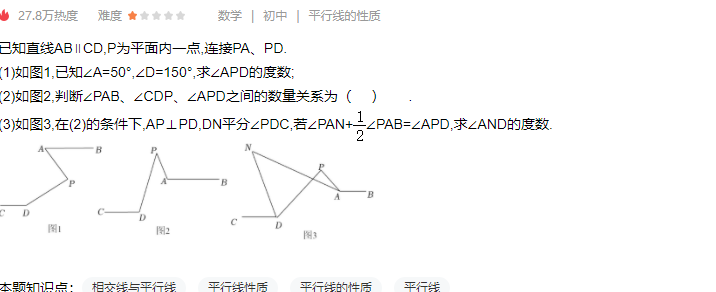 27.8万热度 难度 数学 | 初中 | 平行线的性质
已知直线AB∥CD,P为平面内一点,连接PA、PD.
(1)如图1,已知∠A=50°,∠D=150°,求∠APD的度数;
(2)如图2,判断∠PAB、∠CDP、∠APD之间的数量关系为（ ） .
(3)如图3,在(2)的条件下,AP⊥PD,DN平分∠PDC,若∠PAN+1/2∠PAB=∠APD,求∠AND的度数.
A B P C D 图1
P A B C D 图2
N P A B C D 图3
本题知识点： 相交线与平行线 平行线性质 平行线的性质 平行线